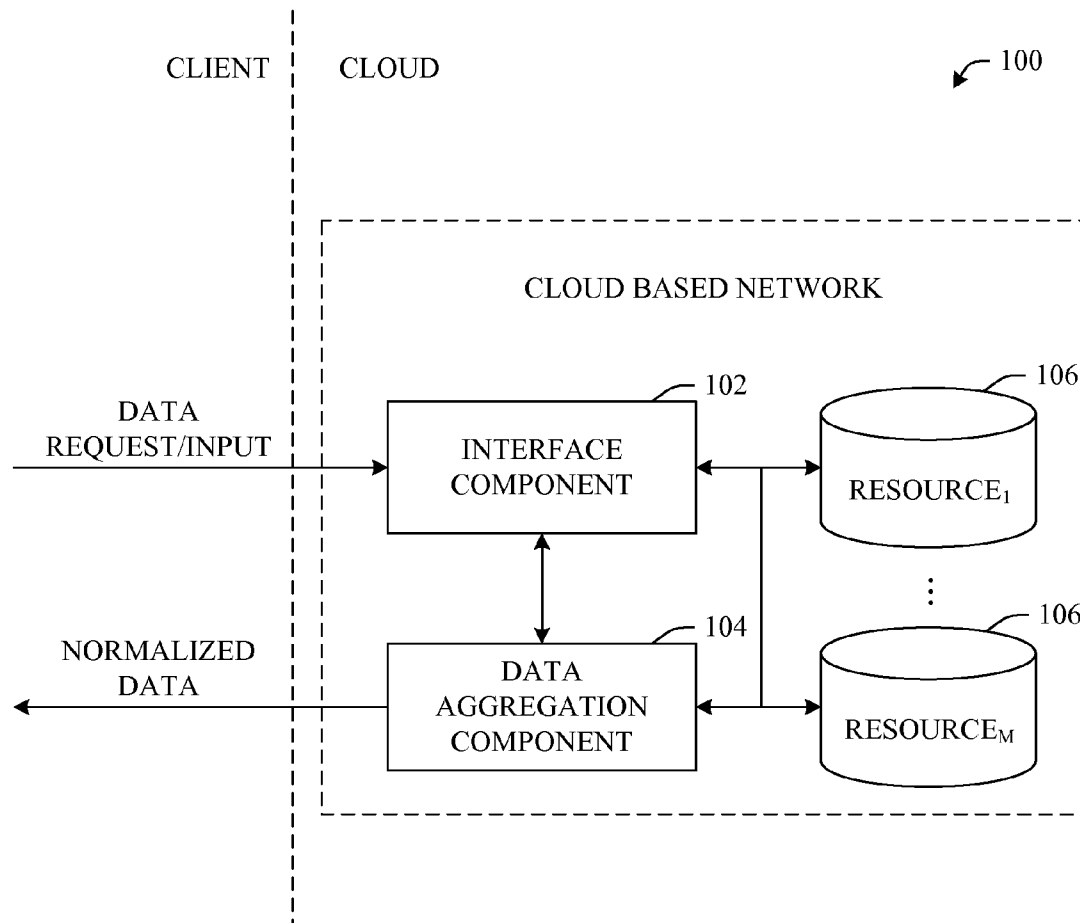 CLIENT
CLOUD
100
CLOUD BASED NETWORK
102
106
DATA
REQUEST/INPUT
INTERFACE
COMPONENT
RESOURCE₁
⋮
104
106
NORMALIZED
DATA
DATA
AGGREGATION
COMPONENT
RESOURCE_M